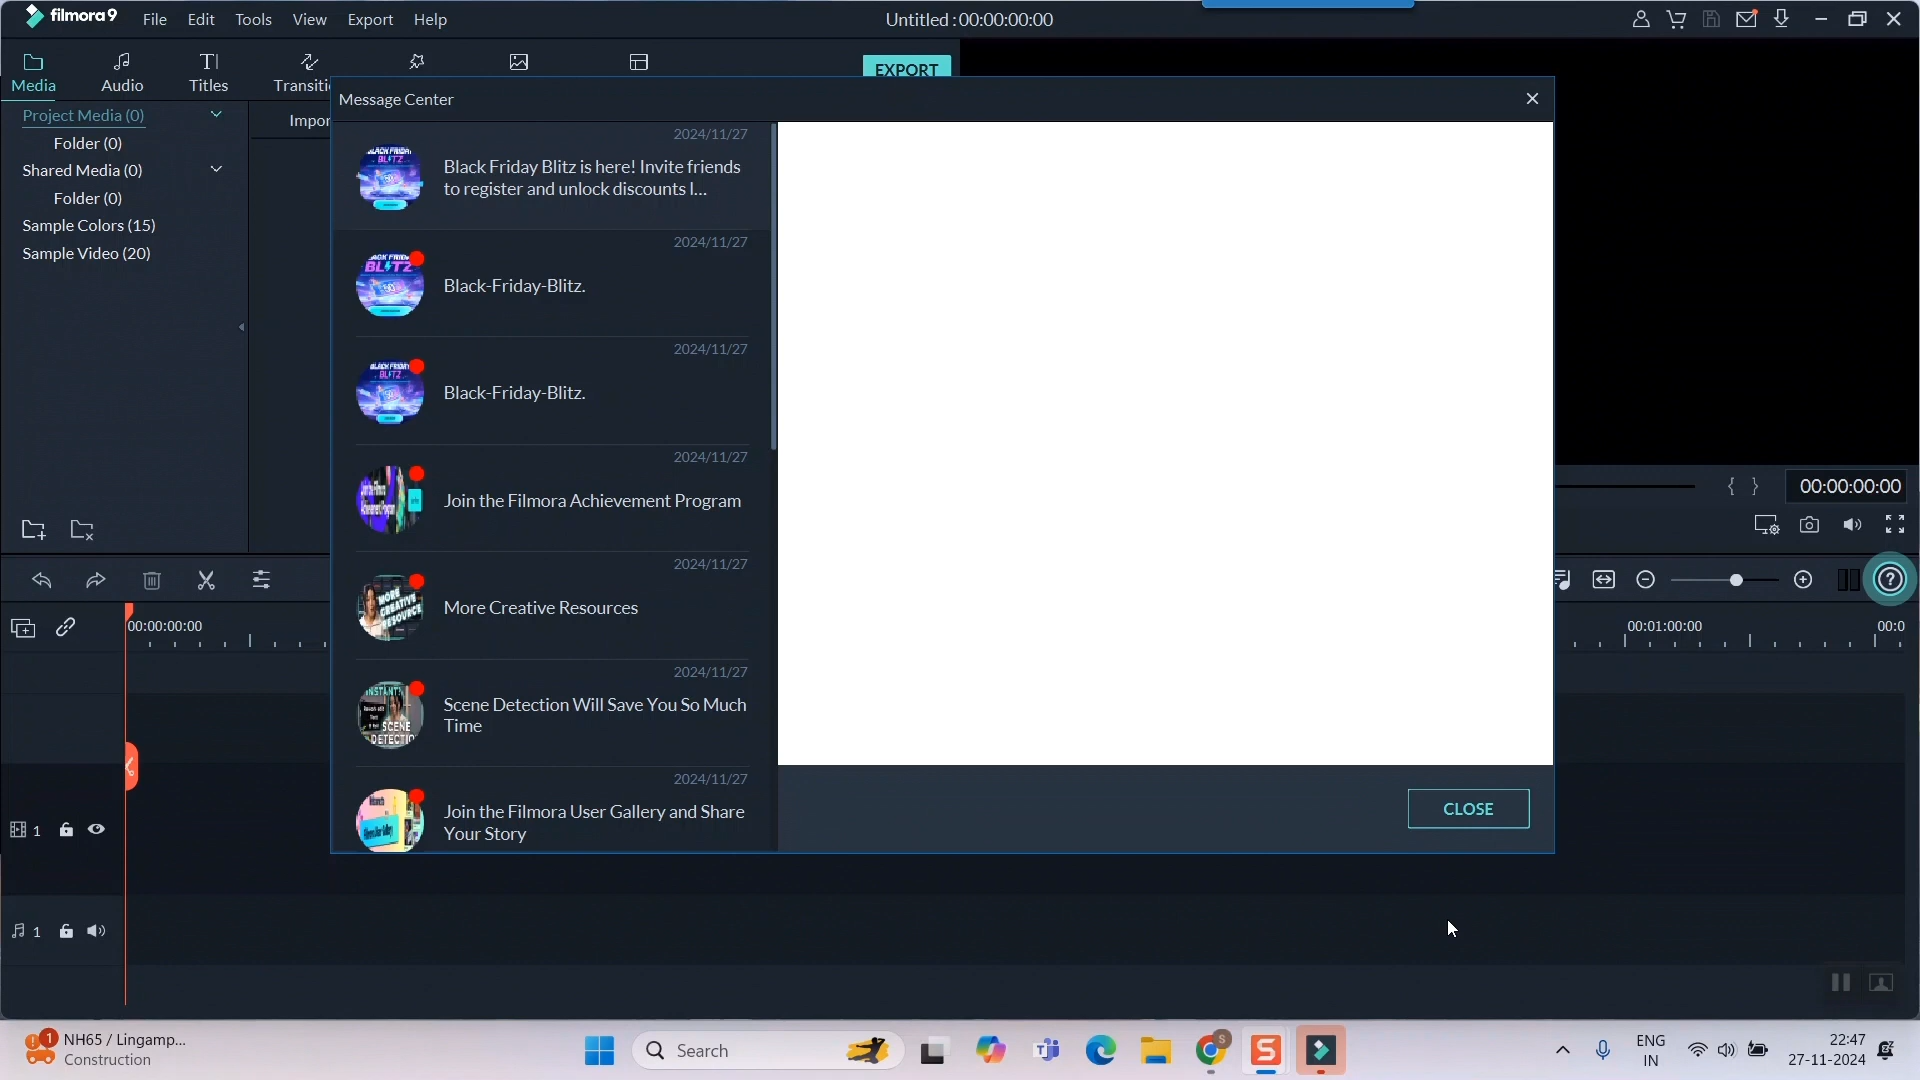 filmora9
File Edit Tools View Export Help
Untitled : 00:00:00:00
Media Audio Titles Transiti
EXPORT
Project Media (0)
Folder (0)
Shared Media (0)
Folder (0)
Sample Colors (15)
Sample Video (20)
Impor
Message Center
2024/11/27
Black Friday Blitz is here! Invite friends
to register and unlock discounts l...
2024/11/27
Black-Friday-Blitz.
2024/11/27
Black-Friday-Blitz.
2024/11/27
Join the Filmora Achievement Program
2024/11/27
More Creative Resources
2024/11/27
Scene Detection Will Save You So Much
Time
2024/11/27
Join the Filmora User Gallery and Share
Your Story
CLOSE
{ } 00:00:00:00
00:00:00:00
00:01:00:00
00:0
1
1
NH65 / Lingamp...
Construction
1
Search
ENG
IN
22:47
27-11-2024